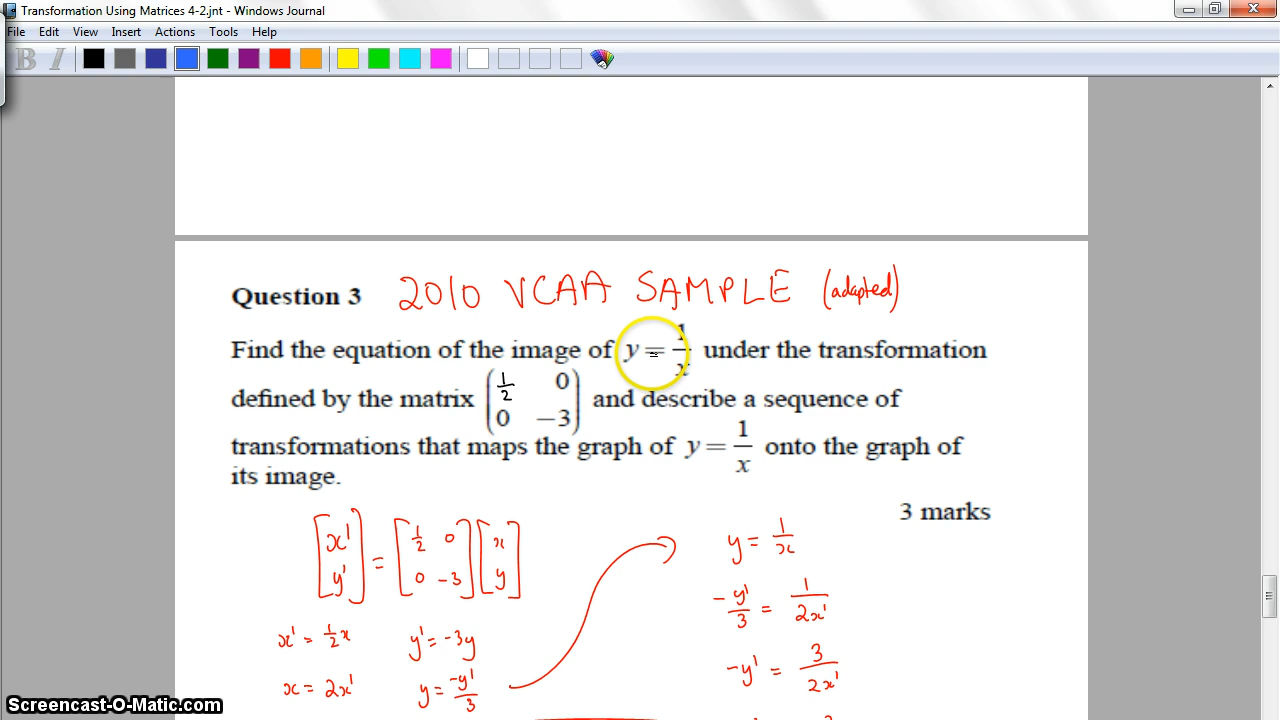 Transformation Using Matrices 4-2.jnt - Windows Journal
File Edit View Insert Actions Tools Help
B I
Question 3 2010 VCAA SAMPLE (adapted)
Find the equation of the image of y = 1/x under the transformation
defined by the matrix (1/2 0 0 −3) and describe a sequence of
transformations that maps the graph of y = 1/x onto the graph of
its image.
3 marks
[x' y'] = [1/2 0 0 -3] [x y]
x' = 1/2 x y' = -3y
x = 2x' y = -y'/3
y = 1/x
-y'/3 = 1/2x'
-y' = 3/2x'
Screencast-O-Matic.com